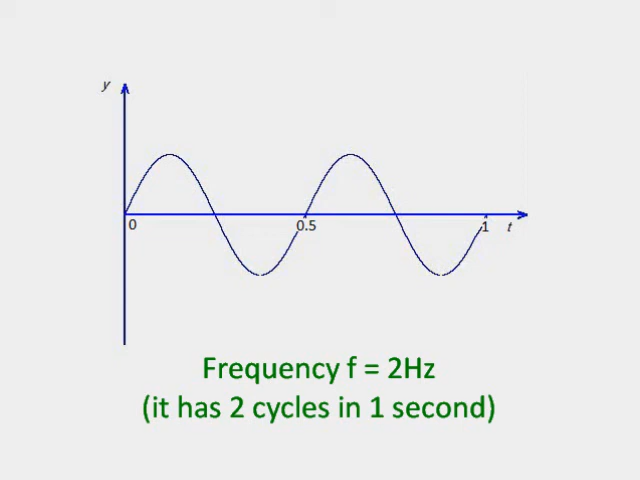 y
0
0.5
1
t
Frequency f = 2Hz
(it has 2 cycles in 1 second)